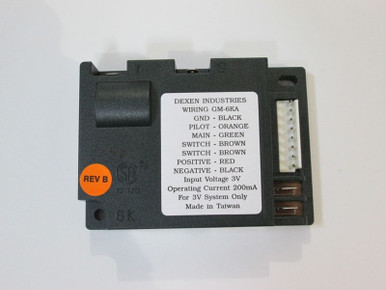 DEXEN INDUSTRIES
WIRING GM-6KA
GND - BLACK
PILOT - ORANGE
MAIN - GREEN
SWITCH - BROWN
SWITCH - BROWN
POSITIVE - RED
NEGATIVE - BLACK
Input Voltage 3V
Operating Current 200mA
For 3V System Only
Made in Taiwan
REV B
6K